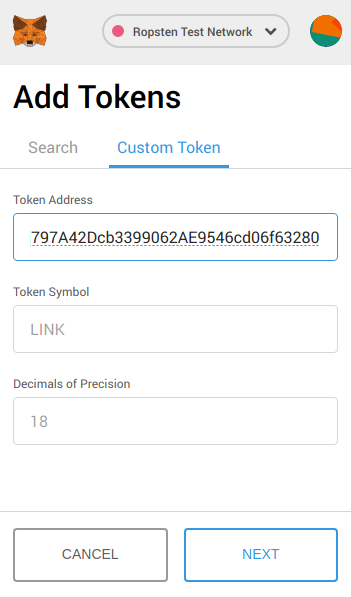 Ropsten Test Network
Add Tokens
Search Custom Token
Token Address
797A42Dcb3399062AE9546cd06f63280
Token Symbol
LINK
Decimals of Precision
18
CANCEL NEXT